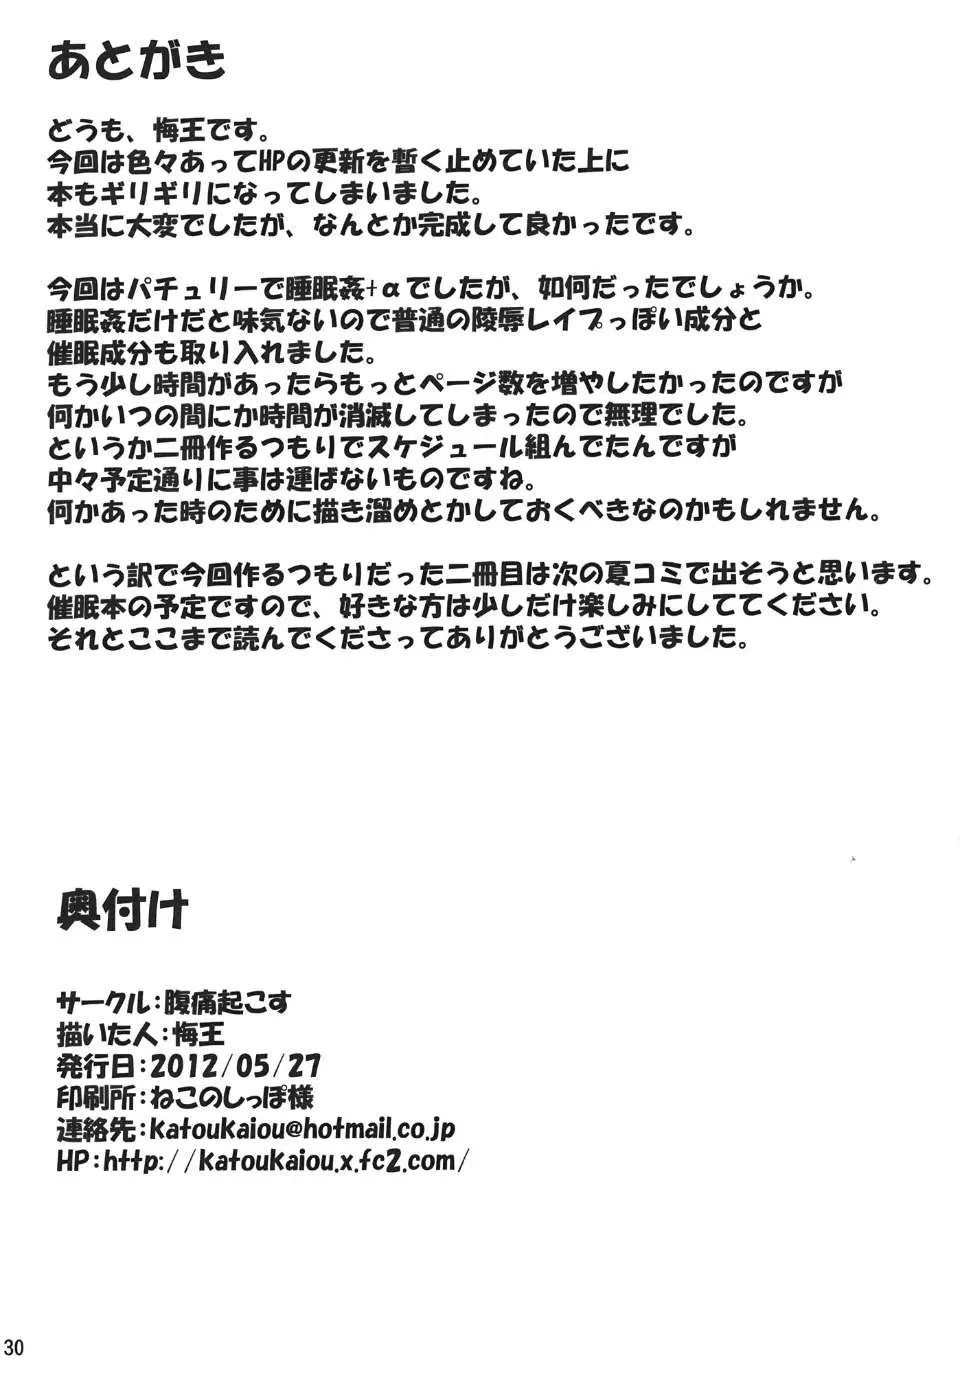 あとがき
どうも、悔王です。
今回は色々あってHPの更新を暫く止めていた上に
本もギリギリになってしまいました。
本当に大変でしたが、なんとか完成して良かったです。
今回はパチュリーで睡眠姦+αでしたが、如何だったでしょうか。
睡眠姦だけだと味気ないので普通の陵辱レイプっぽい成分と
催眠成分も取り入れました。
もう少し時間があったらもっとページ数を増やしたかったのですが
何かいつの間にか時間が消滅してしまったので無理でした。
というか二冊作るつもりでスケジュール組んでたんですが
中々予定通りに事は運ばないものですね。
何かあった時のために描き溜めとかしておくべきなのかもしれません。
という訳で今回作るつもりだった二冊目は次の夏コミで出そうと思います。
催眠本の予定ですので、好きな方は少しだけ楽しみにしててください。
それとここまで読んでくださってありがとうございました。
奥付け
サークル:腹痛起こす
描いた人:悔王
発行日:2012/05/27
印刷所:ねこのしっぽ様
連絡先:katoukaiou@hotmail.co.jp
HP:http://katoukaiou.x.fc2.com/
30